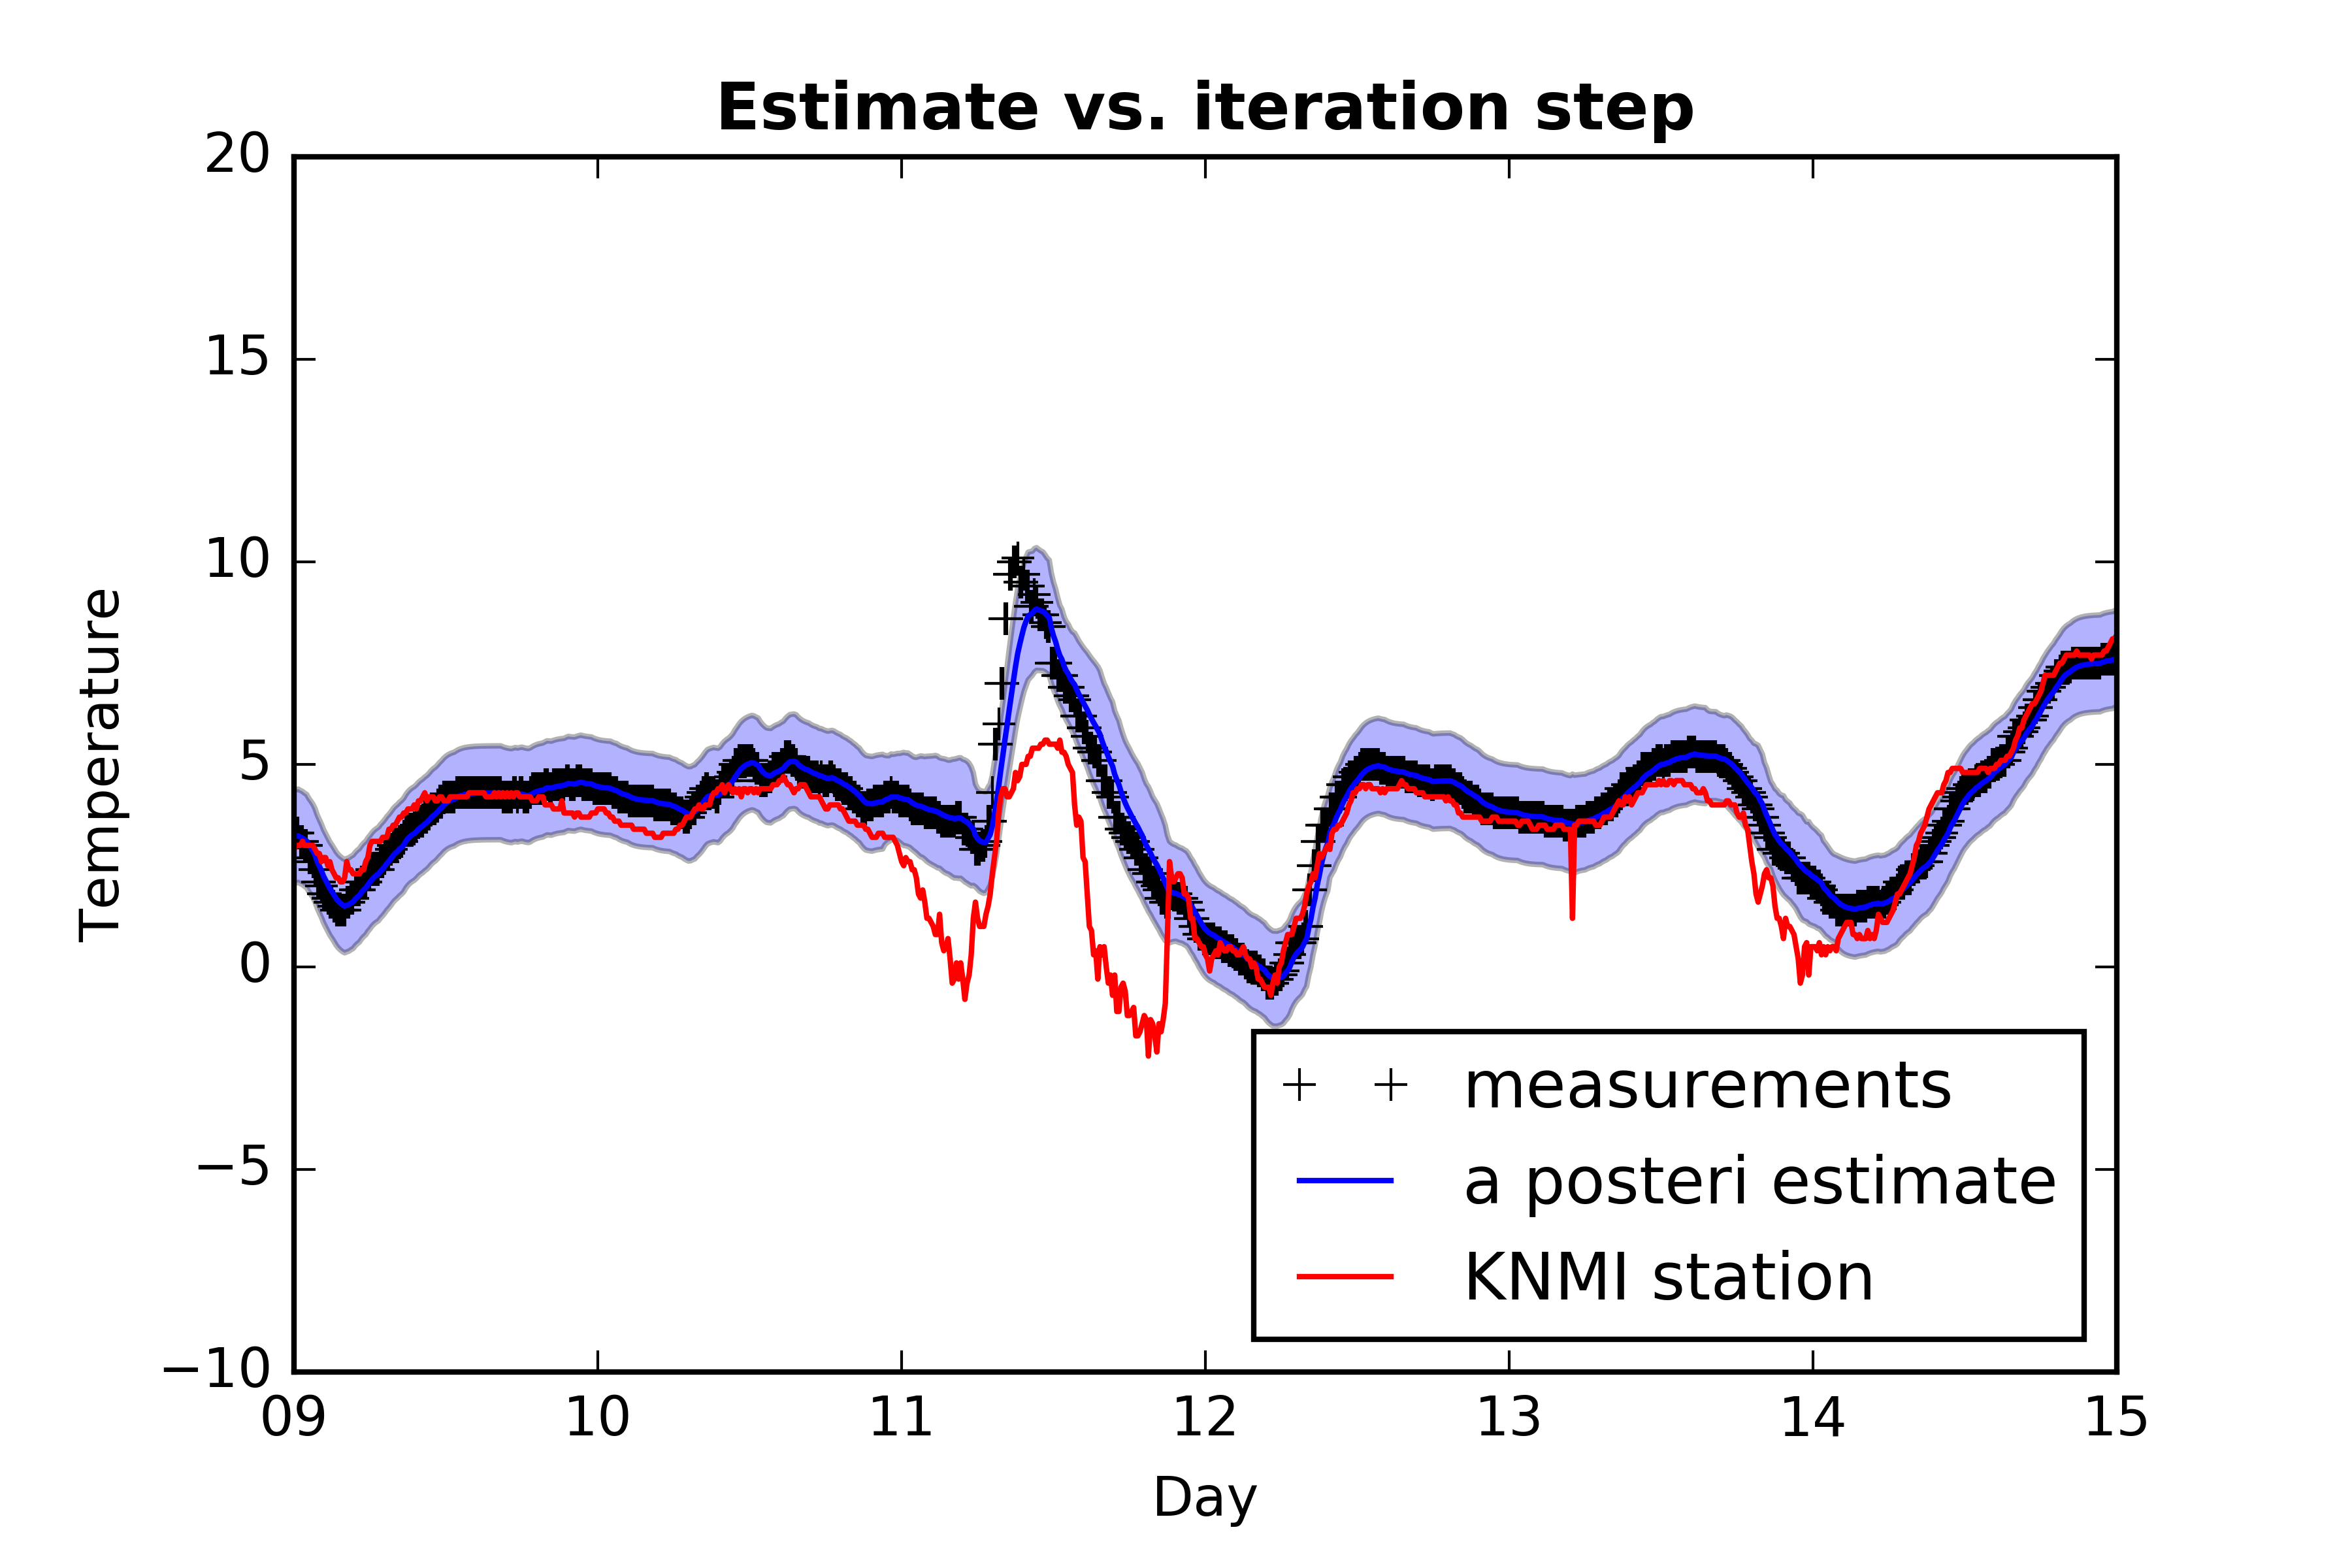 Estimate vs. iteration step
20
15
10
5
0
−5
−10
Temperature
measurements
a posteri estimate
KNMI station
09 10 11 12 13 14 15
Day